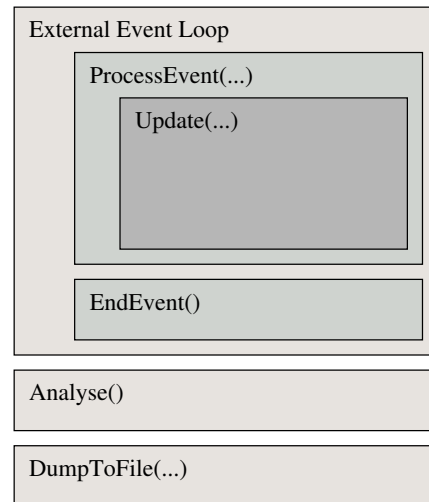 External Event Loop
ProcessEvent(...)
Update(...)
EndEvent()
Analyse()
DumpToFile(...)